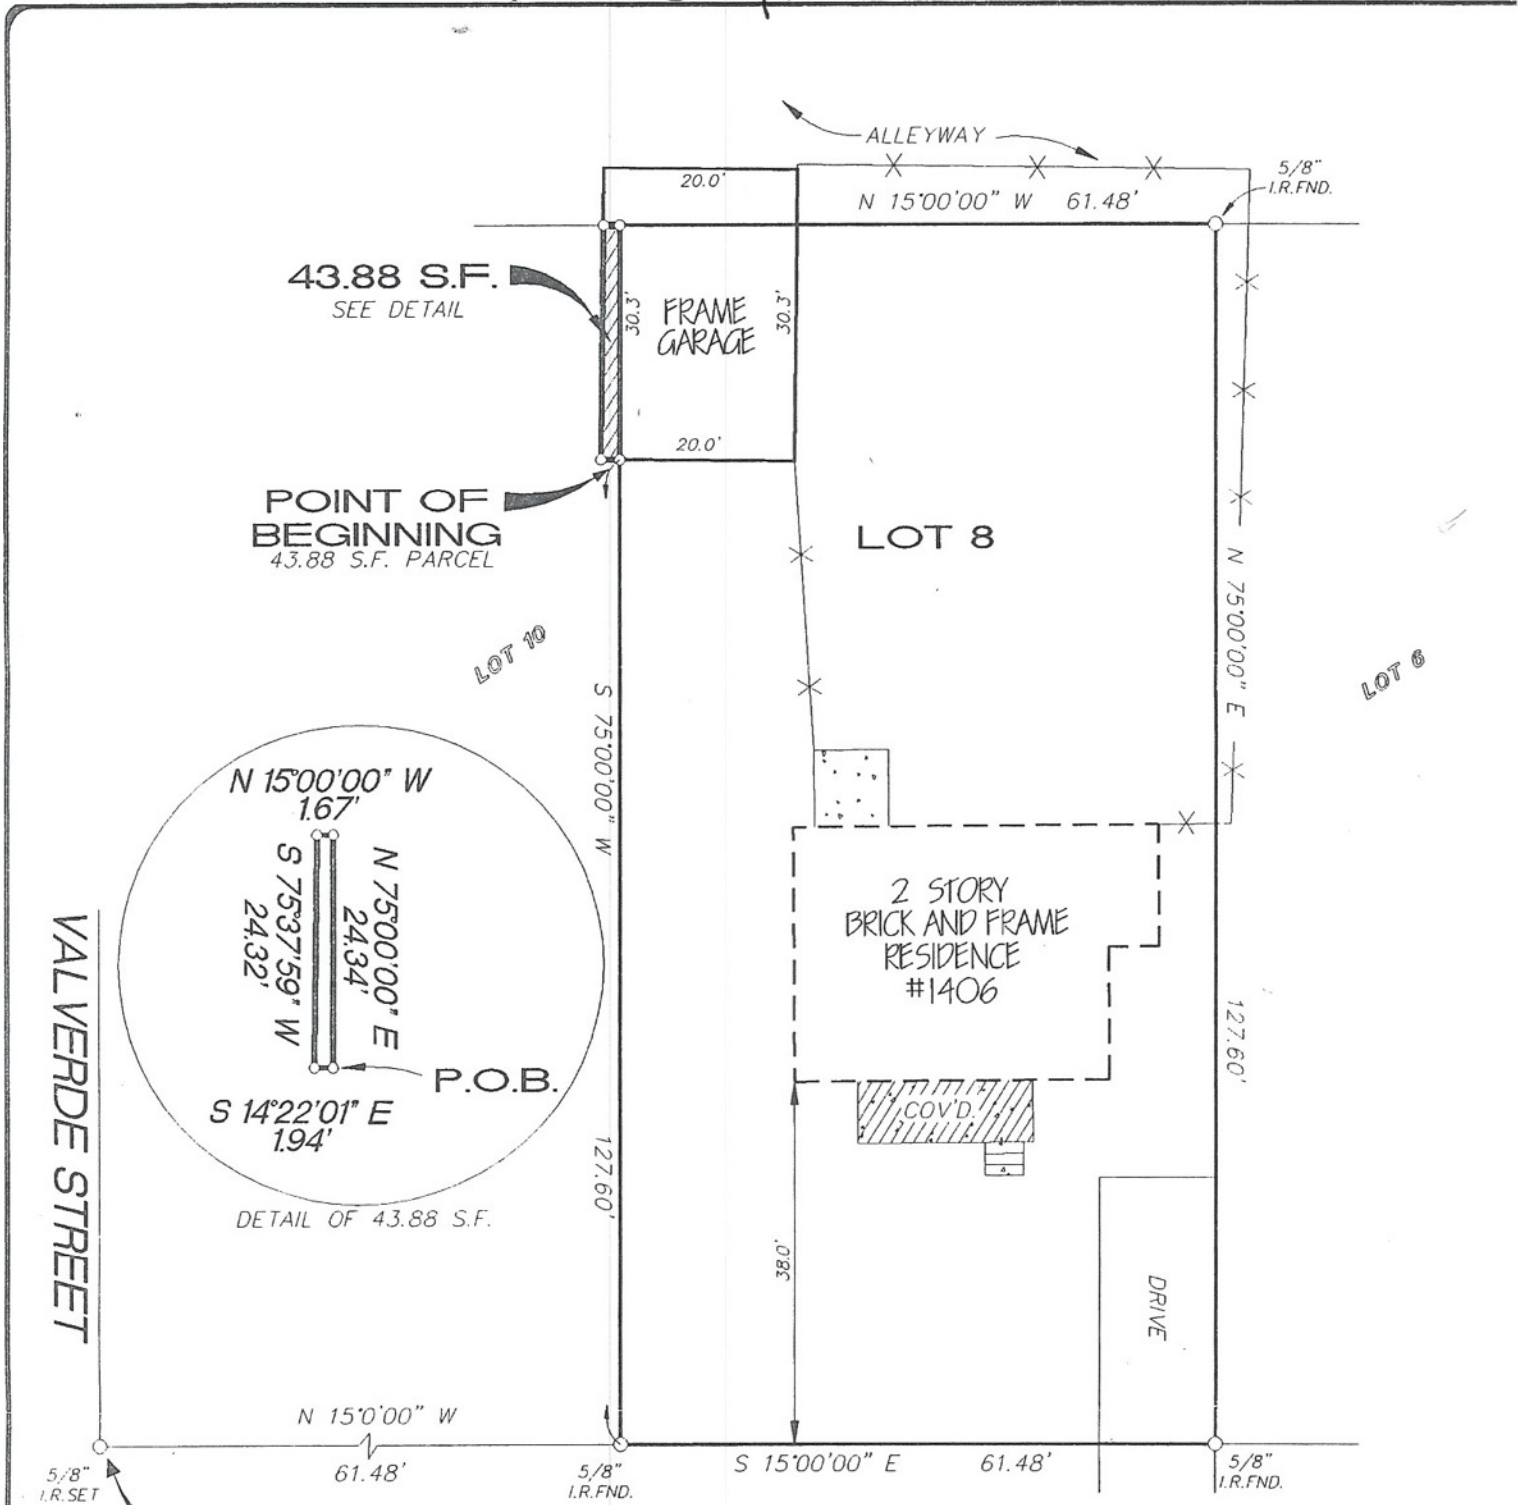 ALLEYWAY
5/8"
I.R.FND.
20.0'
N 15°00'00" W 61.48'
43.88 S.F.
SEE DETAIL
30.3'
FRAME
GARAGE
30.3'
20.0'
POINT OF
BEGINNING
43.88 S.F. PARCEL
LOT 8
LOT 10
S 75°00'00" W
127.60'
N 75°00'00" E
127.60'
LOT 6
N 15°00'00" W
1.67'
S 75°37'59" W
24.32'
N 75°00'00" E
24.34'
P.O.B.
S 14°22'01" E
1.94'
DETAIL OF 43.88 S.F.
VALVERDE STREET
2 STORY
BRICK AND FRAME
RESIDENCE
#1406
COV'D.
38.0'
DRIVE
N 15°0'00" W
61.48'
S 15°00'00" E 61.48'
5/8"
I.R.SET
5/8"
I.R.FND.
5/8"
I.R.FND.